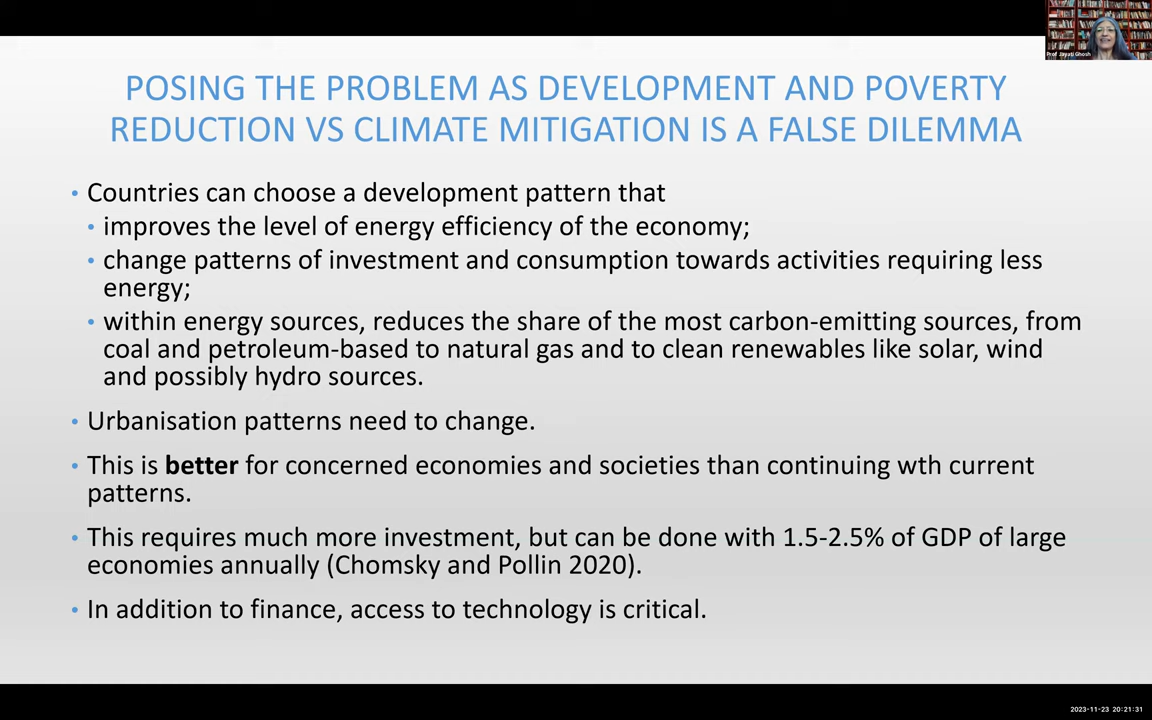 Prof Jayati Ghosh
POSING THE PROBLEM AS DEVELOPMENT AND POVERTY
REDUCTION VS CLIMATE MITIGATION IS A FALSE DILEMMA
• Countries can choose a development pattern that
• improves the level of energy efficiency of the economy;
• change patterns of investment and consumption towards activities requiring less
energy;
• within energy sources, reduces the share of the most carbon-emitting sources, from
coal and petroleum-based to natural gas and to clean renewables like solar, wind
and possibly hydro sources.
• Urbanisation patterns need to change.
• This is better for concerned economies and societies than continuing wth current
patterns.
• This requires much more investment, but can be done with 1.5-2.5% of GDP of large
economies annually (Chomsky and Pollin 2020).
• In addition to finance, access to technology is critical.
2023-11-23 20:21:31